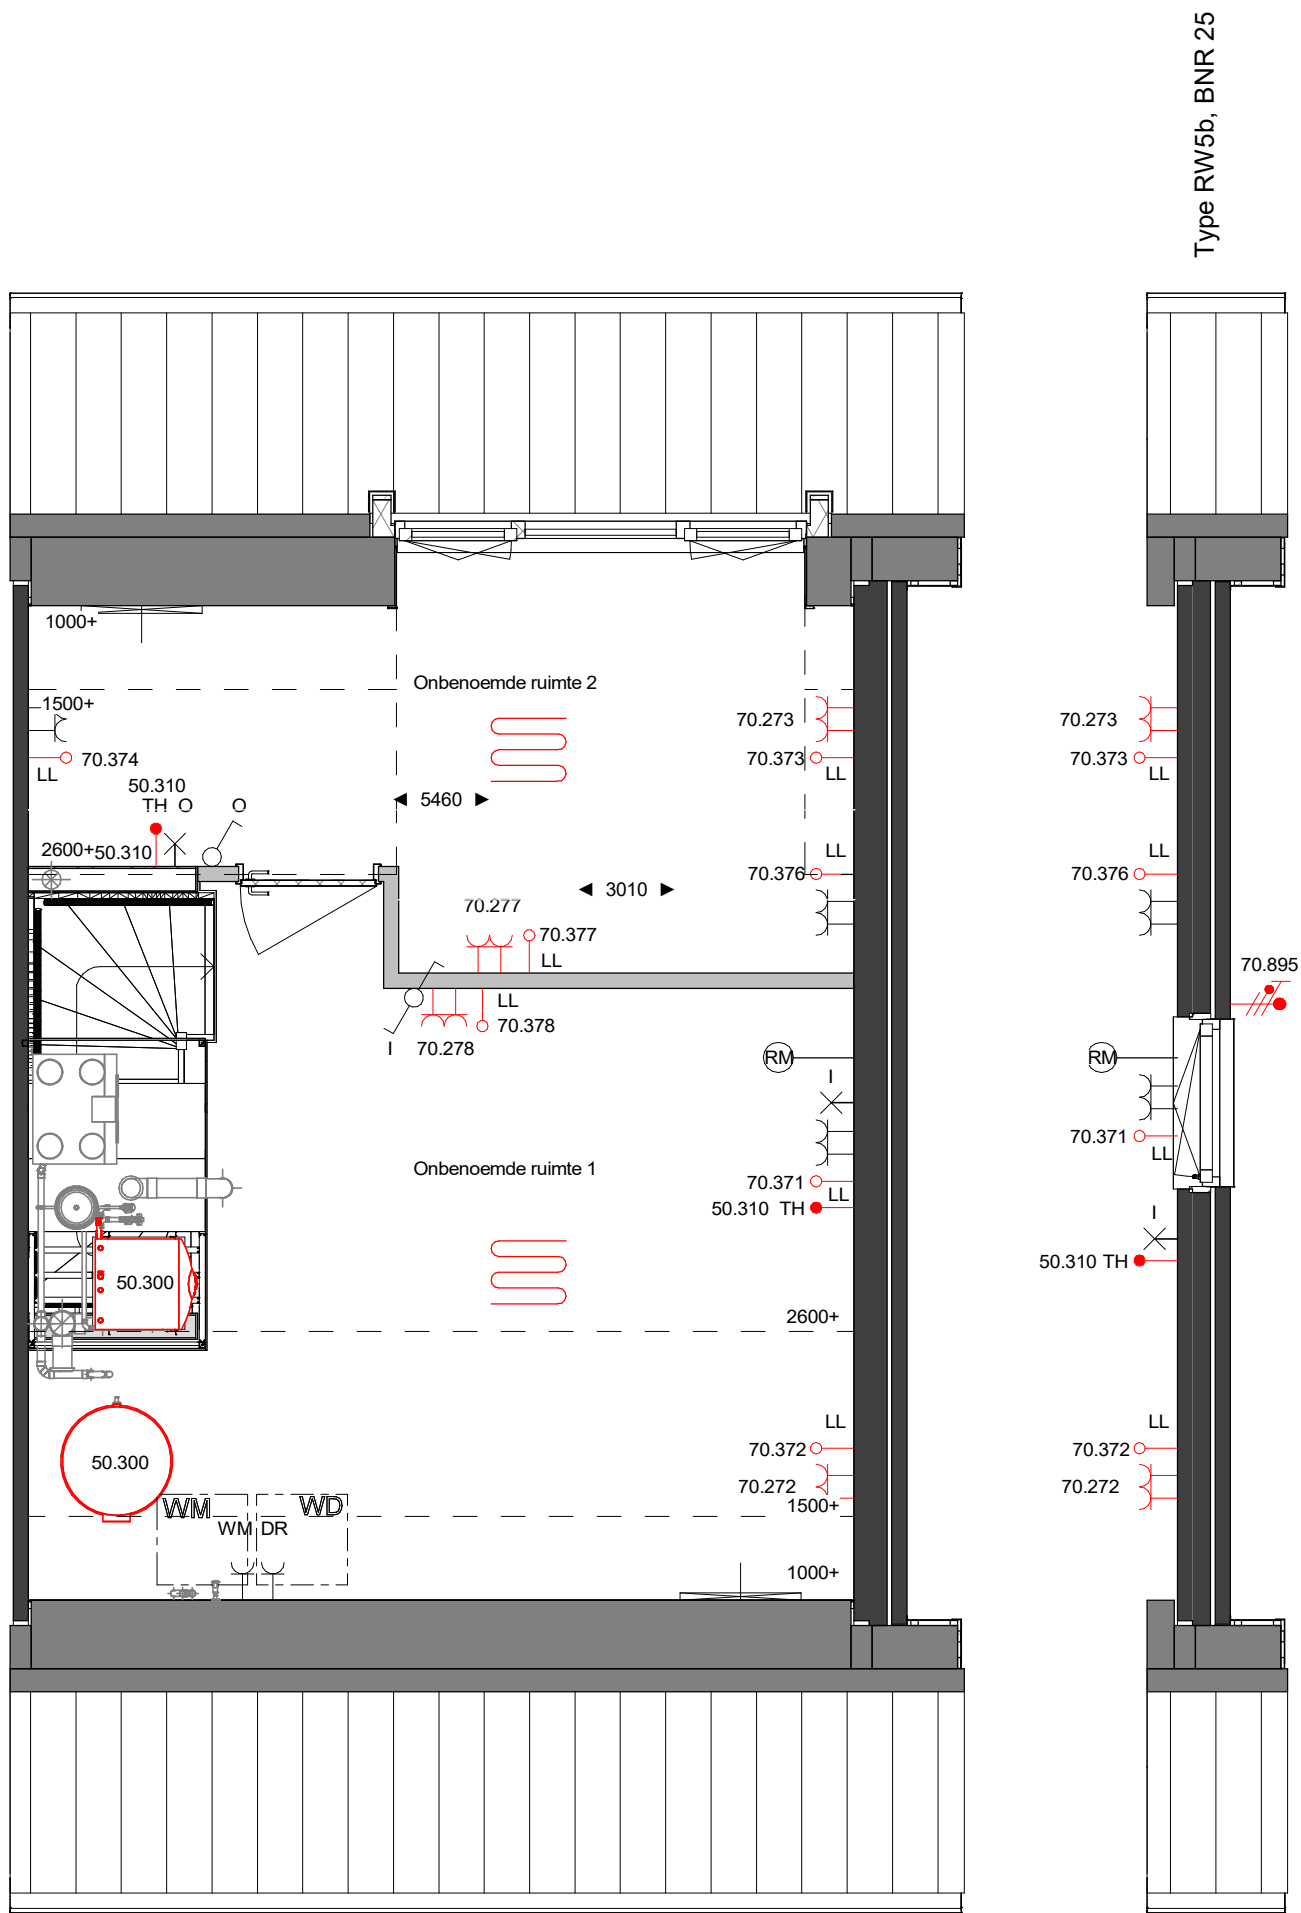 Type RW5b, BNR 25
1000+
Onbenoemde ruimte 2
1500+
70.273
70.273
70.374
LL
70.373
LL
70.373
LL
50.310
TH O
O
5460
2600+
50.310
LL
70.376
LL
70.376
3010
70.277
70.377
LL
70.895
LL
70.378
I
70.278
RM
RM
I
70.371
LL
Onbenoemde ruimte 1
70.371
LL
50.310 TH
I
50.310 TH
50.300
2600+
LL
70.372
LL
70.372
50.300
70.272
70.272
1500+
WM
WD
WM
DR
1000+